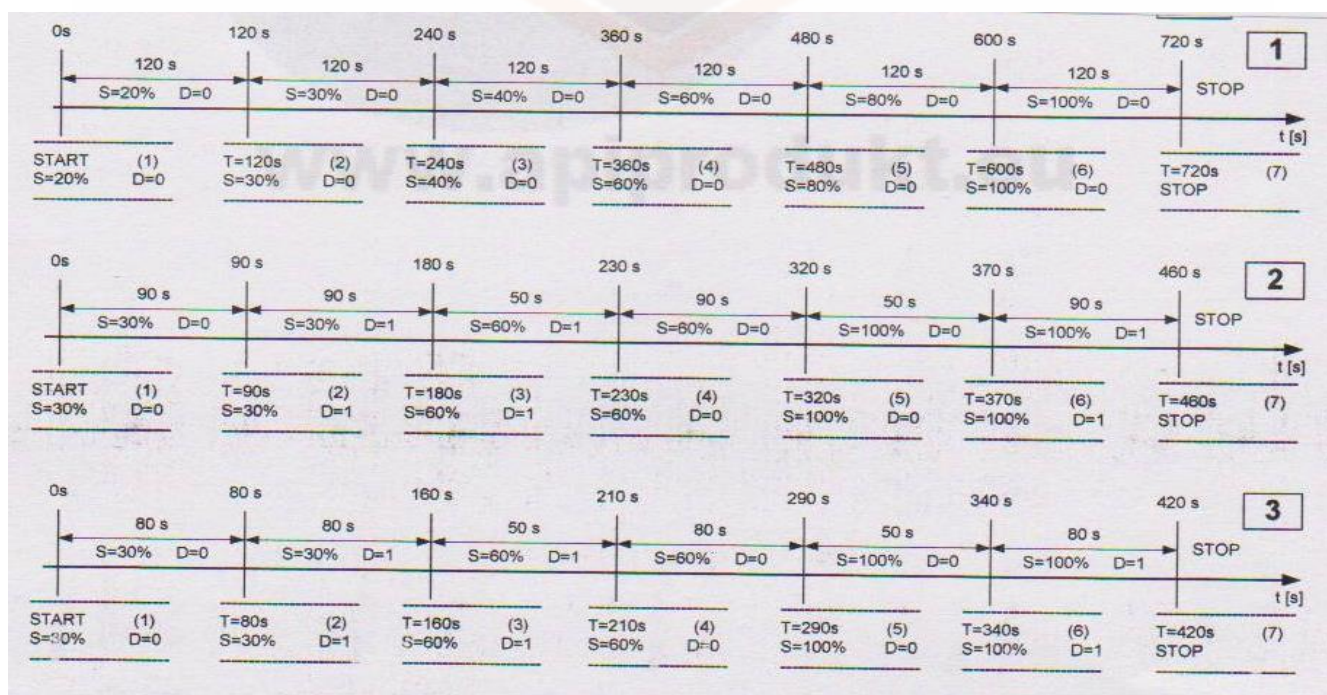 0s 120 s 240 s 360 s 480 s 600 s 720 s 1
120 s 120 s 120 s 120 s 120 s 120 s STOP
S=20% D=0 S=30% D=0 S=40% D=0 S=60% D=0 S=80% D=0 S=100% D=0
t [s]
START (1) T=120s (2) T=240s (3) T=360s (4) T=480s (5) T=600s (6) T=720s (7)
S=20% D=0 S=30% D=0 S=40% D=0 S=60% D=0 S=80% D=0 S=100% D=0 STOP
www.apiprodukt.eu
0s 90 s 180 s 230 s 320 s 370 s 460 s 2
90 s 90 s 50 s 90 s 50 s 90 s STOP
S=30% D=0 S=30% D=1 S=60% D=1 S=60% D=0 S=100% D=0 S=100% D=1
t [s]
START (1) T=90s (2) T=180s (3) T=230s (4) T=320s (5) T=370s (6) T=460s (7)
S=30% D=0 S=30% D=1 S=60% D=1 S=60% D=0 S=100% D=0 S=100% D=1 STOP
0s 80 s 160 s 210 s 290 s 340 s 420 s 3
80 s 80 s 50 s 80 s 50 s 80 s STOP
S=30% D=0 S=30% D=1 S=60% D=1 S=60% D=0 S=100% D=0 S=100% D=1
t [s]
START (1) T=80s (2) T=160s (3) T=210s (4) T=290s (5) T=340s (6) T=420s (7)
S=30% D=0 S=30% D=1 S=60% D=1 S=60% D=0 S=100% D=0 S=100% D=1 STOP